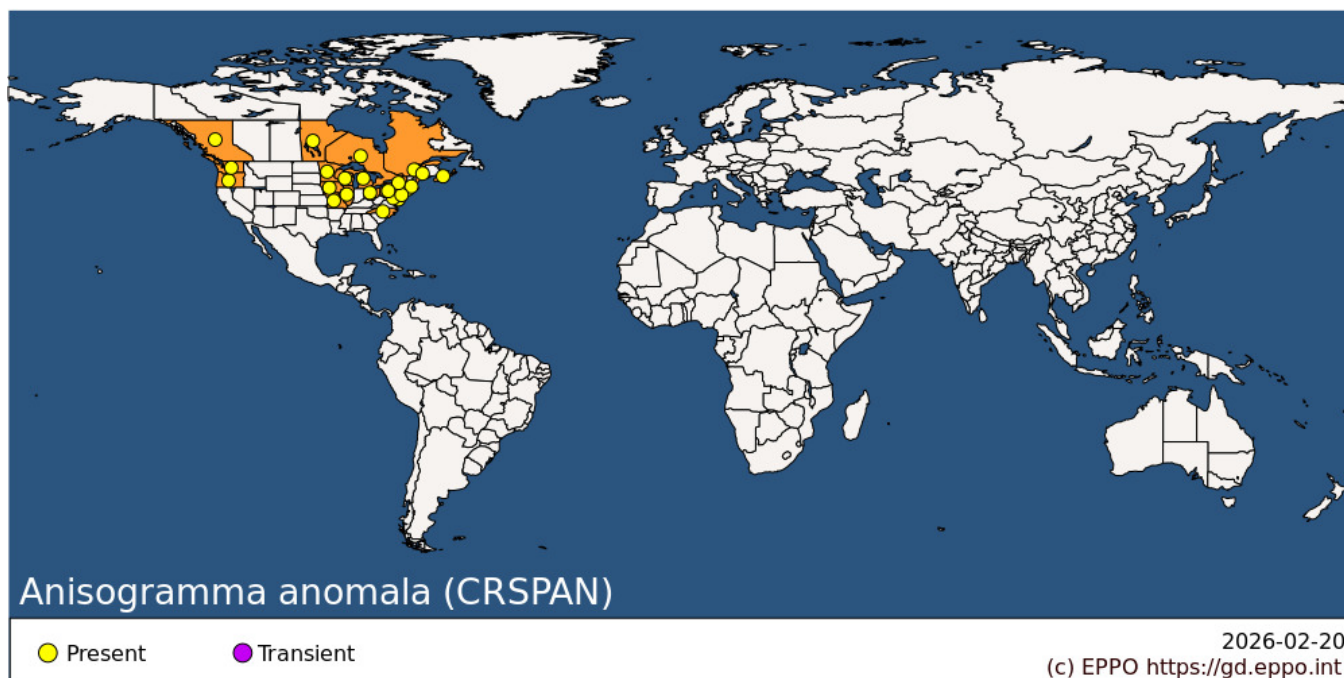 Anisogramma anomala (CRSPAN)
Present
Transient
2026-02-20
(c) EPPO https://gd.eppo.int